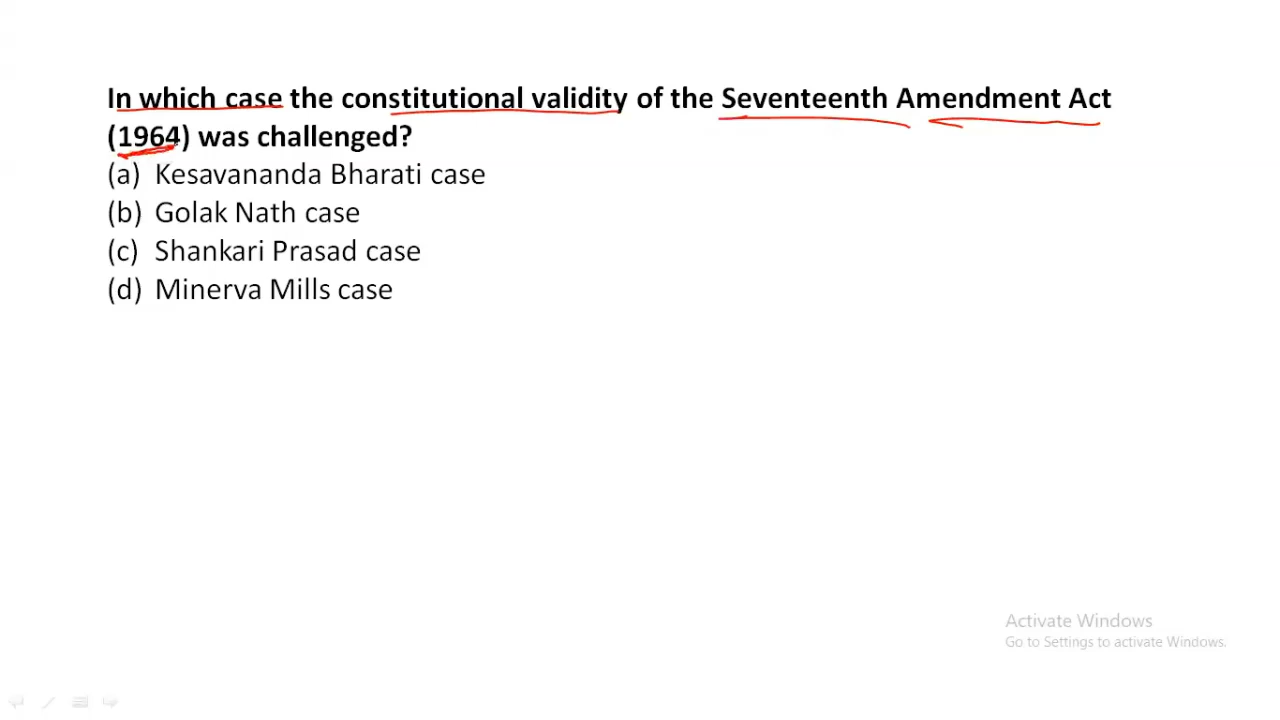 In which case the constitutional validity of the Seventeenth Amendment Act
(1964) was challenged?
(a) Kesavananda Bharati case
(b) Golak Nath case
(c) Shankari Prasad case
(d) Minerva Mills case
Activate Windows
Go to Settings to activate Windows.